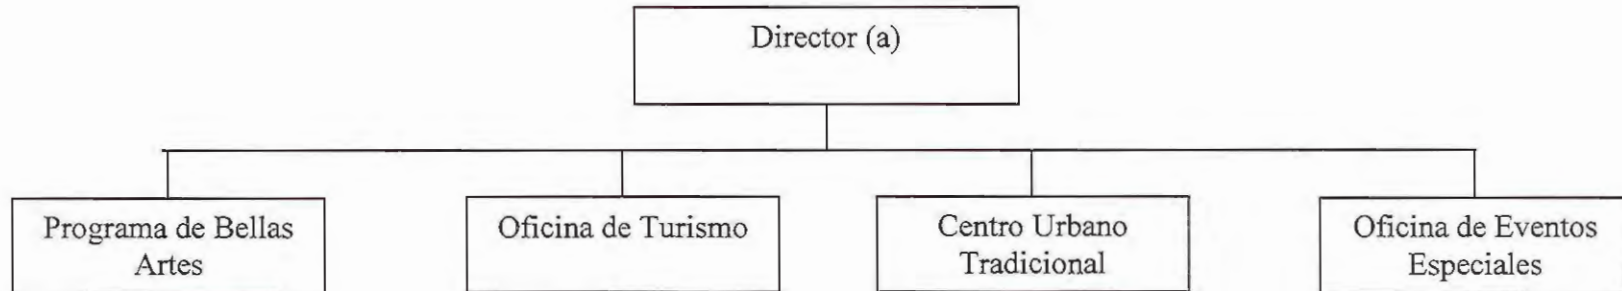 Director (a)
Programa de Bellas
Artes
Oficina de Turismo
Centro Urbano
Tradicional
Oficina de Eventos
Especiales